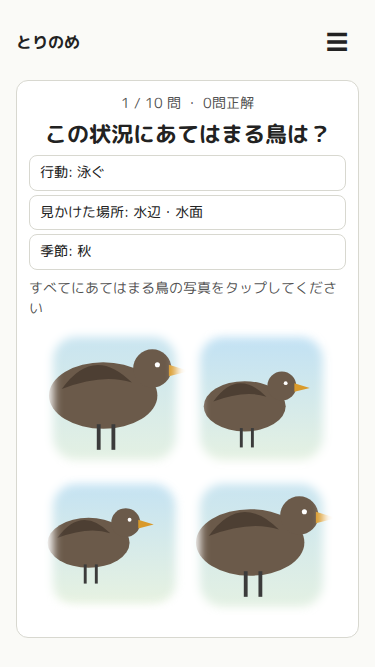 とりのめ
1 / 10 問 · 0問正解
この状況にあてはまる鳥は？
行動: 泳ぐ
見かけた場所: 水辺・水面
季節: 秋
すべてにあてはまる鳥の写真をタップしてくださ
い